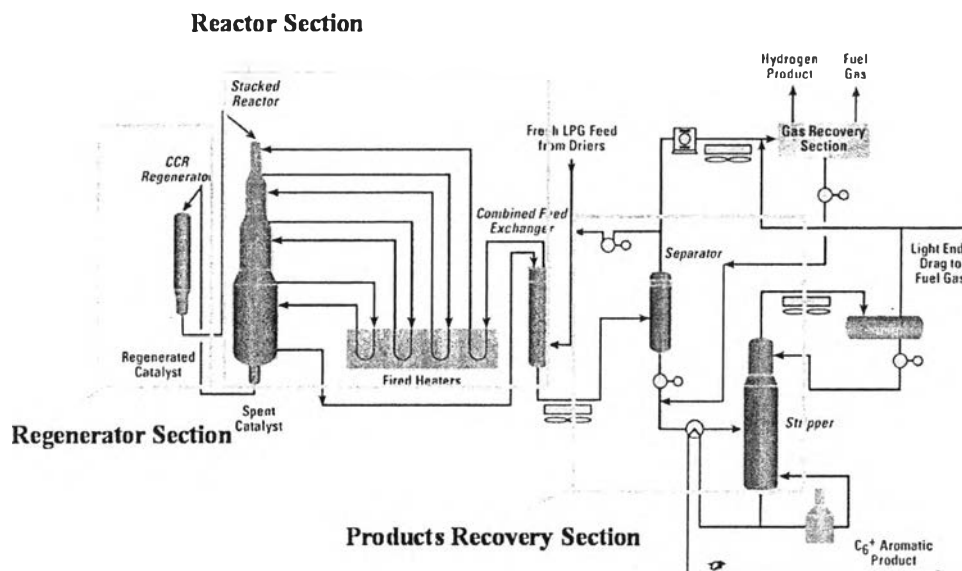 Reactor Section
Hydrogen
Product
Fuel
Gas
Stacked
Reactor
Fresh LPG Feed
from Driers
Gas Recovery
Section
CCR
Regenerator
Combined Feed
Exchanger
Separator
Light End
Drag to
Fuel Gas
Regenerated
Catalyst
Fired Heaters
Spent
Catalyst
Stripper
Regenerator Section
Products Recovery Section
C₆⁺ Aromatic
Product